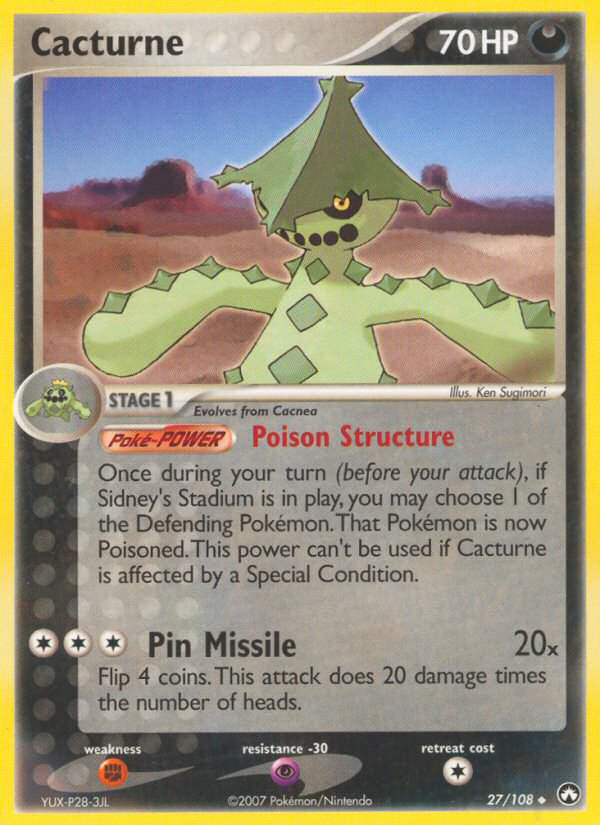 Cacturne 70 HP
Illus. Ken Sugimori
STAGE 1
Evolves from Cacnea
Poké-POWER Poison Structure
Once during your turn (before your attack), if
Sidney's Stadium is in play, you may choose 1 of
the Defending Pokémon. That Pokémon is now
Poisoned. This power can't be used if Cacturne
is affected by a Special Condition.
Pin Missile 20x
Flip 4 coins. This attack does 20 damage times
the number of heads.
weakness resistance -30 retreat cost
YUX-P28-3JL ©2007 Pokémon/Nintendo 27/108